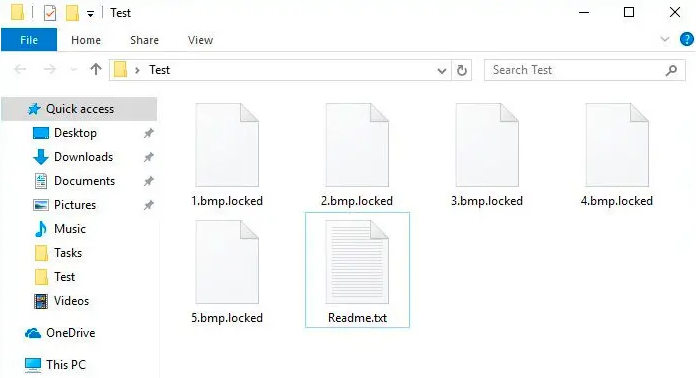 Test
File Home Share View
Test
Search Test
Quick access
Desktop
Downloads
Documents
Pictures
Music
Tasks
Test
Videos
OneDrive
This PC
1.bmp.locked 2.bmp.locked 3.bmp.locked 4.bmp.locked
5.bmp.locked Readme.txt